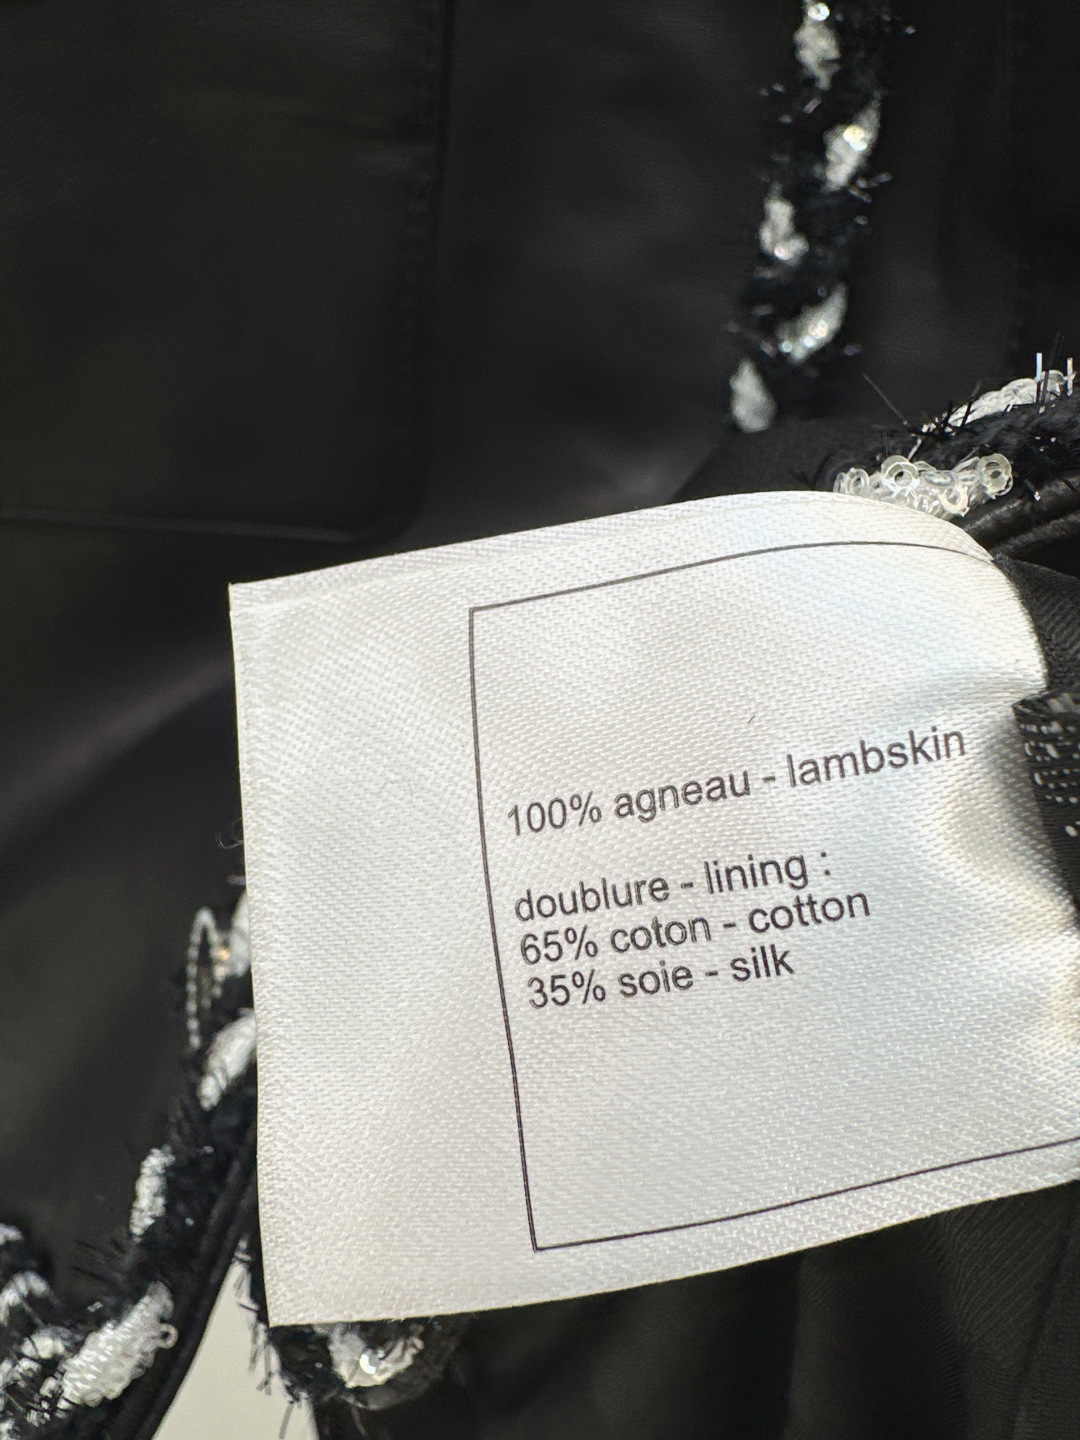 100% agneau - lambskin
doublure - lining :
65% coton - cotton
35% soie - silk